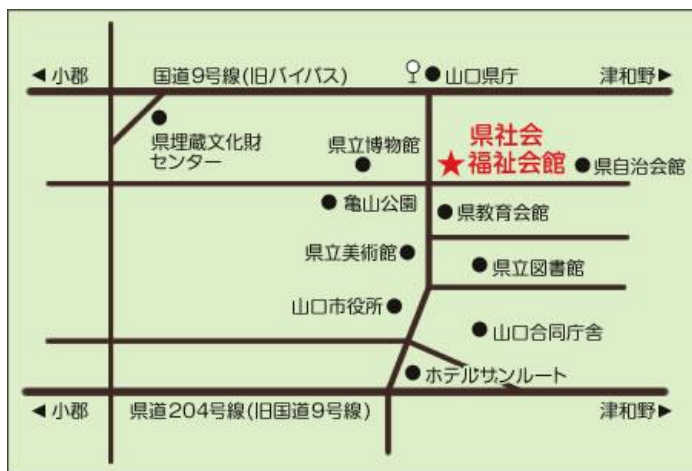 ◀小郡
国道9号線(旧バイパス)
山口県庁
津和野▶
県埋蔵文化財
センター
県立博物館
県社会
★福祉会館
県自治会館
亀山公園
県教育会館
県立美術館
県立図書館
山口市役所
山口合同庁舎
ホテルサンルート
◀小郡
県道204号線(旧国道9号線)
津和野▶